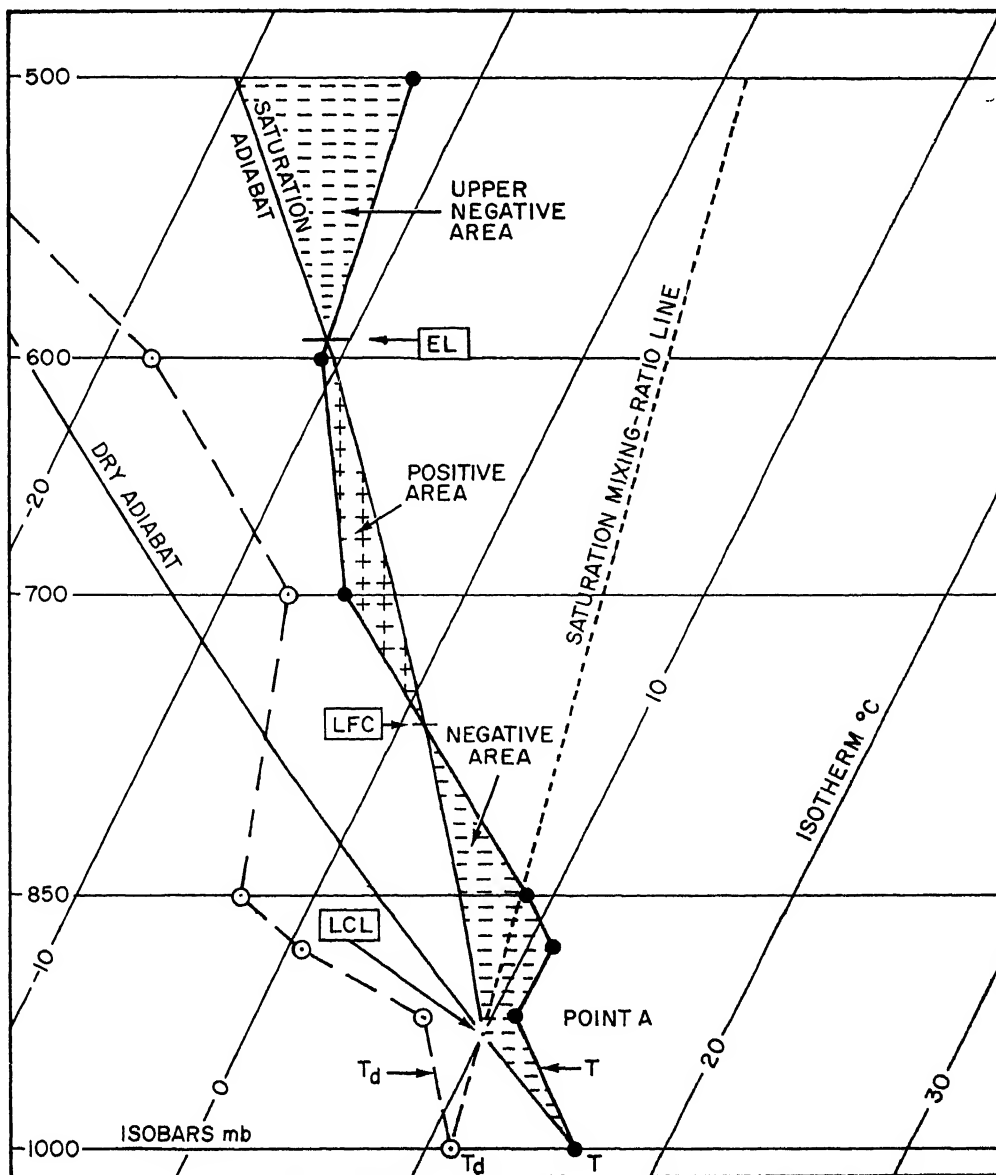 500
SATURATION
ADIABAT
UPPER
NEGATIVE
AREA
EL
600
SATURATION MIXING-RATIO LINE
-20
DRY ADIABAT
POSITIVE
AREA
700
10
LFC
NEGATIVE
AREA
ISOTHERM °C
850
LCL
-10
POINT A
20
Td
T
0
30
ISOBARS mb
1000
Td
T